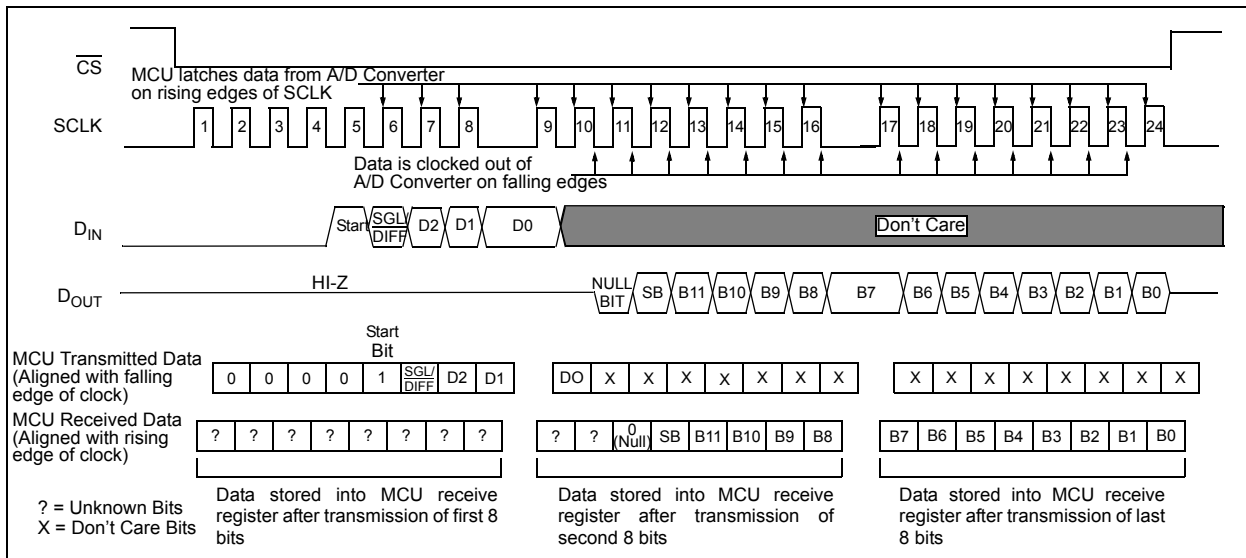 CS
MCU latches data from A/D Converter
on rising edges of SCLK
SCLK
1 2 3 4 5 6 7 8 9 10 11 12 13 14 15 16 17 18 19 20 21 22 23 24
Data is clocked out of
A/D Converter on falling edges
DIN
Start SGL/DIFF D2 D1 D0 Don't Care
HI-Z
DOUT
NULL BIT SB B11 B10 B9 B8 B7 B6 B5 B4 B3 B2 B1 B0
Start
Bit
MCU Transmitted Data
(Aligned with falling
edge of clock)
0 0 0 0 1 SGL/DIFF D2 D1
DO X X X X X X X
X X X X X X X X
MCU Received Data
(Aligned with rising
edge of clock)
? ? ? ? ? ? ? ?
? ? 0 (Null) SB B11 B10 B9 B8
B7 B6 B5 B4 B3 B2 B1 B0
? = Unknown Bits
X = Don't Care Bits
Data stored into MCU receive
register after transmission of first 8
bits
Data stored into MCU receive
register after transmission of
second 8 bits
Data stored into MCU receive
register after transmission of last
8 bits